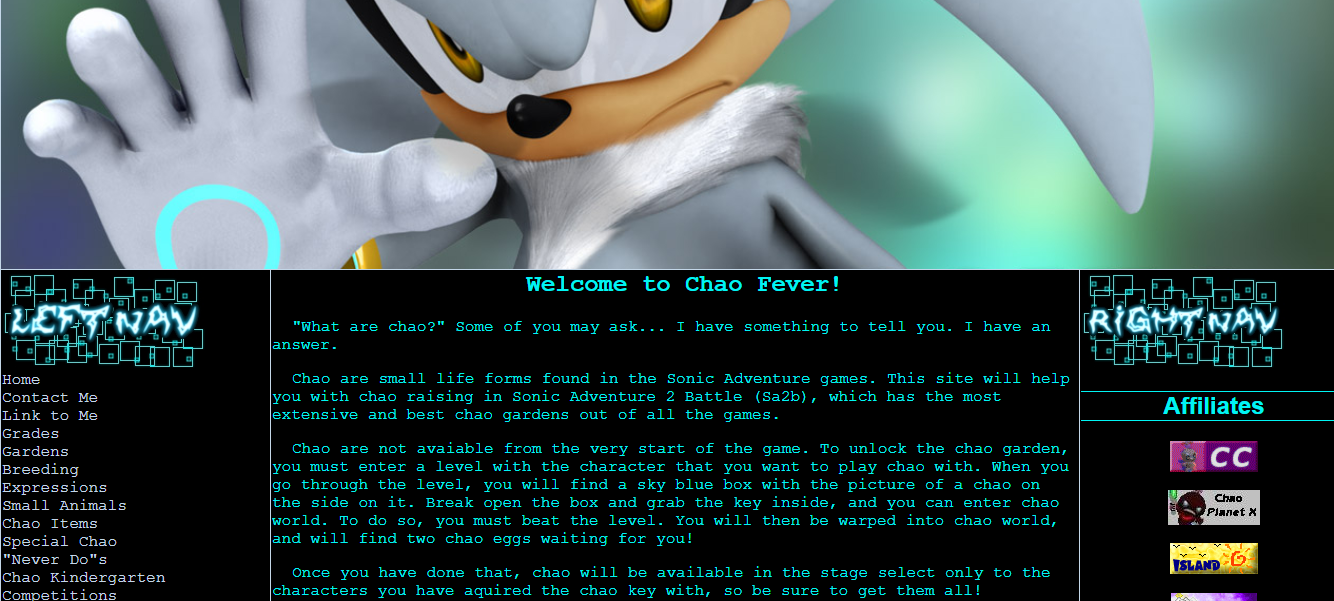 LEFT NAV
Home
Contact Me
Link to Me
Grades
Gardens
Breeding
Expressions
Small Animals
Chao Items
Special Chao
"Never Do"s
Chao Kindergarten
Competitions
Welcome to Chao Fever!
"What are chao?" Some of you may ask... I have something to tell you. I have an
answer.
Chao are small life forms found in the Sonic Adventure games. This site will help
you with chao raising in Sonic Adventure 2 Battle (Sa2b), which has the most
extensive and best chao gardens out of all the games.
Chao are not avaiable from the very start of the game. To unlock the chao garden,
you must enter a level with the character that you want to play chao with. When you
go through the level, you will find a sky blue box with the picture of a chao on
the side on it. Break open the box and grab the key inside, and you can enter chao
world. To do so, you must beat the level. You will then be warped into chao world,
and will find two chao eggs waiting for you!
Once you have done that, chao will be available in the stage select only to the
characters you have aquired the chao key with, so be sure to get them all!
RIGHT NAV
Affiliates
CC
Chao
Planet X
ISLAND